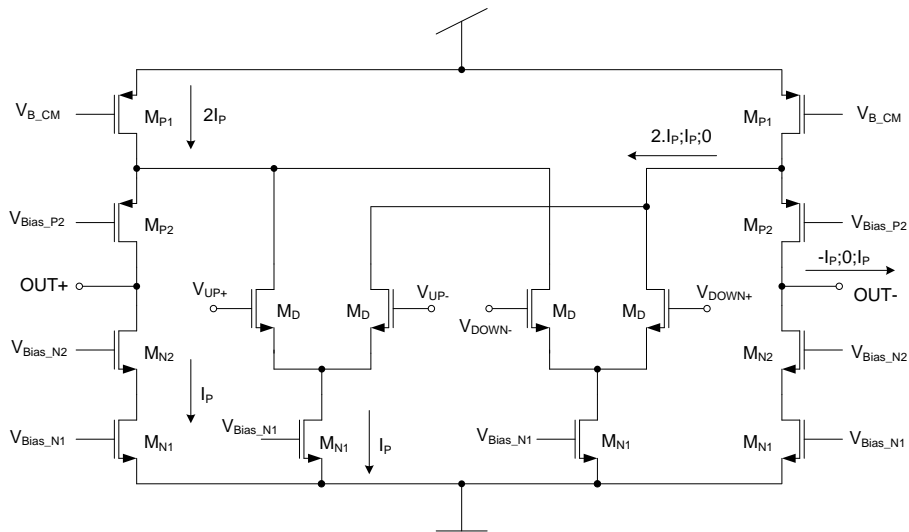 V_B_CM
M_P1
2I_P
2.I_P;I_P;0
M_P1
V_B_CM
V_Bias_P2
M_P2
M_P2
V_Bias_P2
-I_P;0;I_P
OUT+
OUT-
V_UP+
M_D
M_D
V_UP-
V_DOWN-
M_D
M_D
V_DOWN+
V_Bias_N2
M_N2
M_N2
V_Bias_N2
I_P
V_Bias_N1
M_N1
V_Bias_N1
M_N1
I_P
V_Bias_N1
M_N1
M_N1
V_Bias_N1